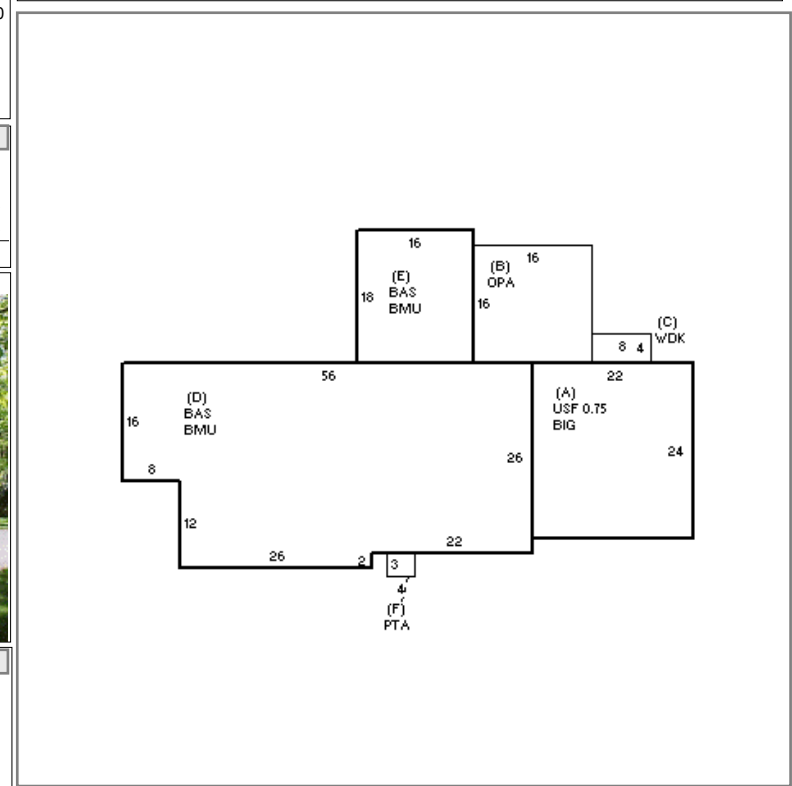 16
(E)
BAS
BMU
18
16
(B)
OPA
16
(C)
WDK
8 4
56
22
(D)
BAS
BMU
(A)
USF 0.75
BIG
16
26
24
8
12
22
26
2
3
4
(F)
PTA